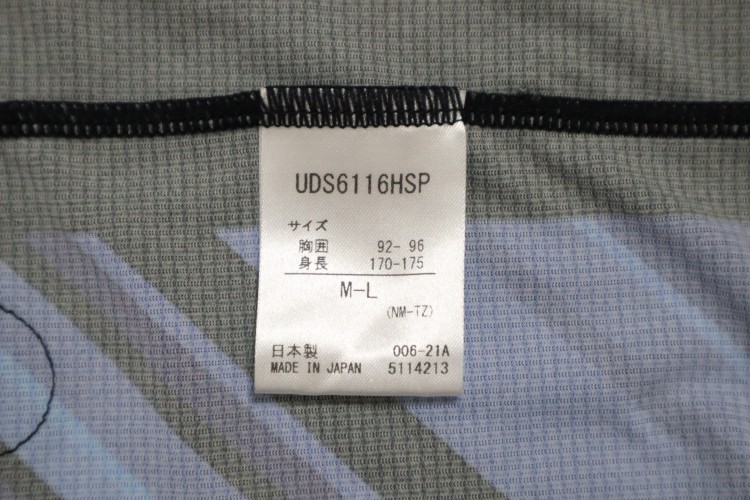 UDS6116HSP
サイズ
胸囲 92- 96
身長 170-175
M-L
(NM-TZ)
日本製 006-21A
MADE IN JAPAN 5114213